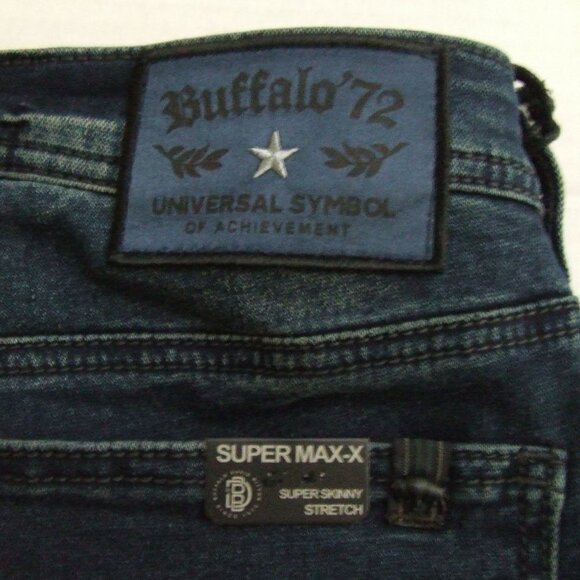 Buffalo '72
UNIVERSAL SYMBOL
OF ACHIEVEMENT
SUPER MAX-X
SUPER SKINNY
STRETCH